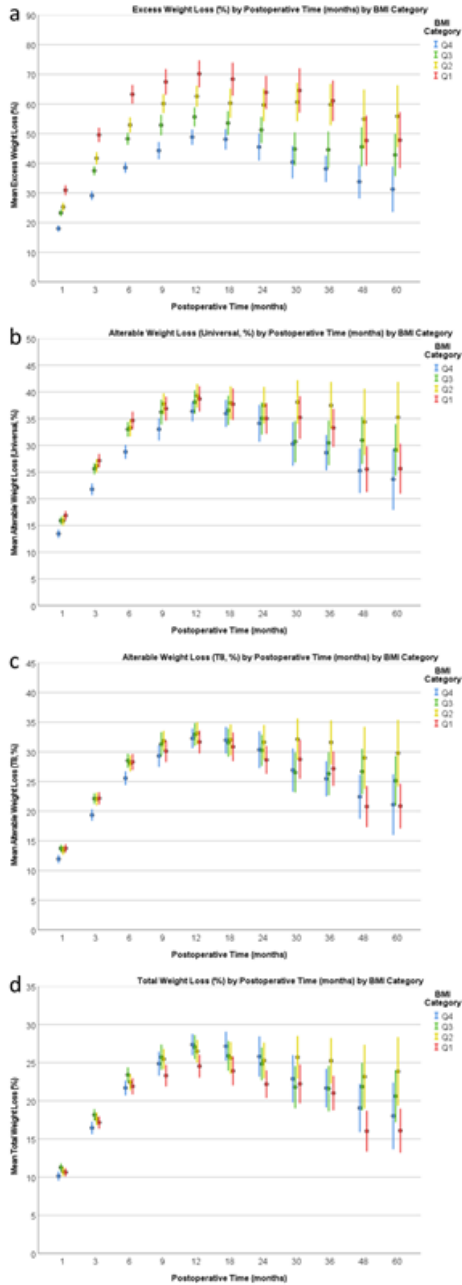 a
Excess Weight Loss (%) by Postoperative Time (months) by BMI Category
BMI
Category
Q4
Q3
Q2
Q1
Mean Excess Weight Loss (%)
90
80
70
60
50
40
30
20
10
0
1 3 6 9 12 18 24 30 36 48 60
Postoperative Time (months)
b
Alterable Weight Loss (Universal, %) by Postoperative Time (months) by BMI Category
BMI
Category
Q4
Q3
Q2
Q1
Mean Alterable Weight Loss (Universal, %)
50
45
40
35
30
25
20
15
10
5
0
1 3 6 9 12 18 24 30 36 48 60
Postoperative Time (months)
c
Alterable Weight Loss (TB, %) by Postoperative Time (months) by BMI Category
BMI
Category
Q4
Q3
Q2
Q1
Mean Alterable Weight Loss (TB, %)
45
40
35
30
25
20
15
10
5
0
1 3 6 9 12 18 24 30 36 48 60
Postoperative Time (months)
d
Total Weight Loss (%) by Postoperative Time (months) by BMI Category
BMI
Category
Q4
Q3
Q2
Q1
Mean Total Weight Loss (%)
35
30
25
20
15
10
5
0
1 3 6 9 12 18 24 30 36 48 60
Postoperative Time (months)